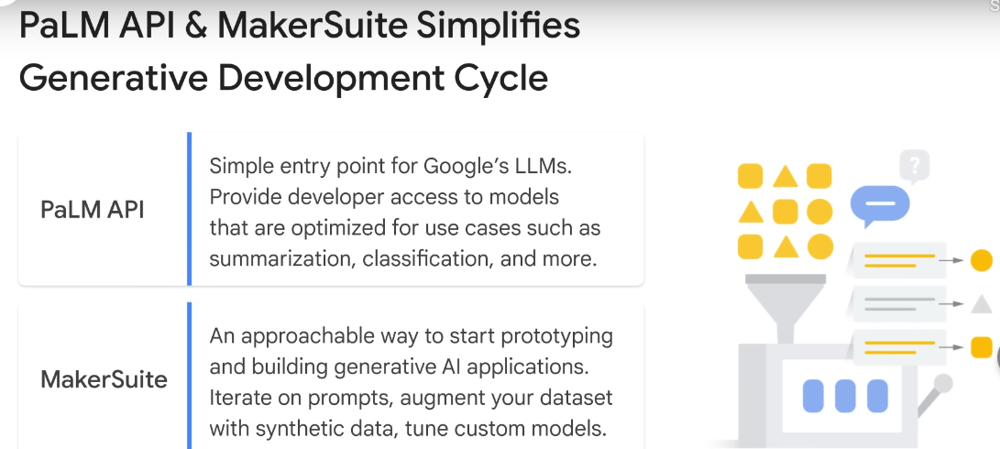 PaLM API & MakerSuite Simplifies
Generative Development Cycle
PaLM API
Simple entry point for Google’s LLMs.
Provide developer access to models
that are optimized for use cases such as
summarization, classification, and more.
MakerSuite
An approachable way to start prototyping
and building generative AI applications.
Iterate on prompts, augment your dataset
with synthetic data, tune custom models.
?